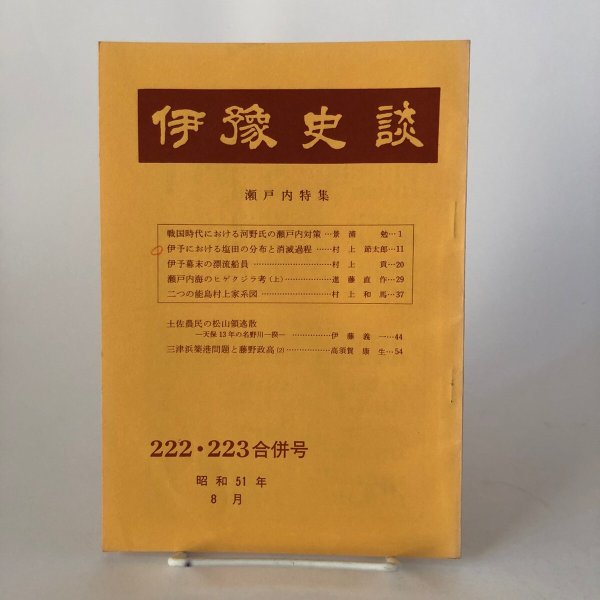 伊豫史談
瀬戸内特集
戦国時代における河野氏の瀬戸内対策…景浦 勉…1
伊予における塩田の分布と消滅過程……村上 節太郎…11
伊予幕末の漂流船員………………村上 貢…20
瀬戸内海のヒゲクジラ考(上)………進藤直作…29
二つの能島村上家系図……………村上和馬…37
土佐農民の松山領逃散
―天保13年の名野川一揆― ……………伊藤義一…44
三津浜築港問題と藤野政高(2)………………高須賀 康生…54
222・223合併号
昭和51年
8月